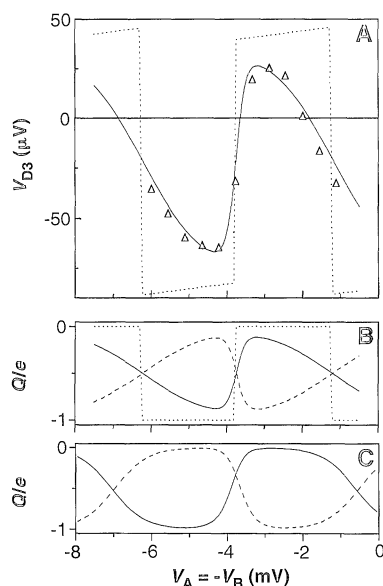 50
A
0
V_D3 (μV)
-50
0
B
Q/e
-1
0
C
Q/e
-1
-8 -6 -4 -2 0
V_A = -V_B (mV)